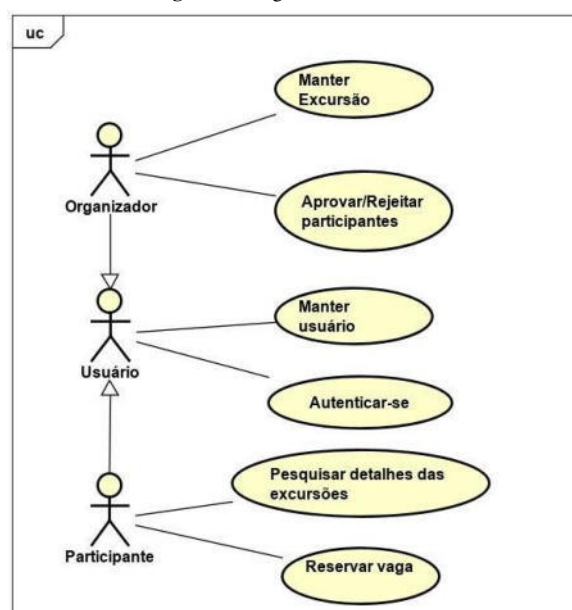 uc
Manter
Excursão
Organizador
Aprovar/Rejeitar
participantes
Manter
usuário
Usuário
Autenticar-se
Pesquisar detalhes das
excursões
Participante
Reservar vaga